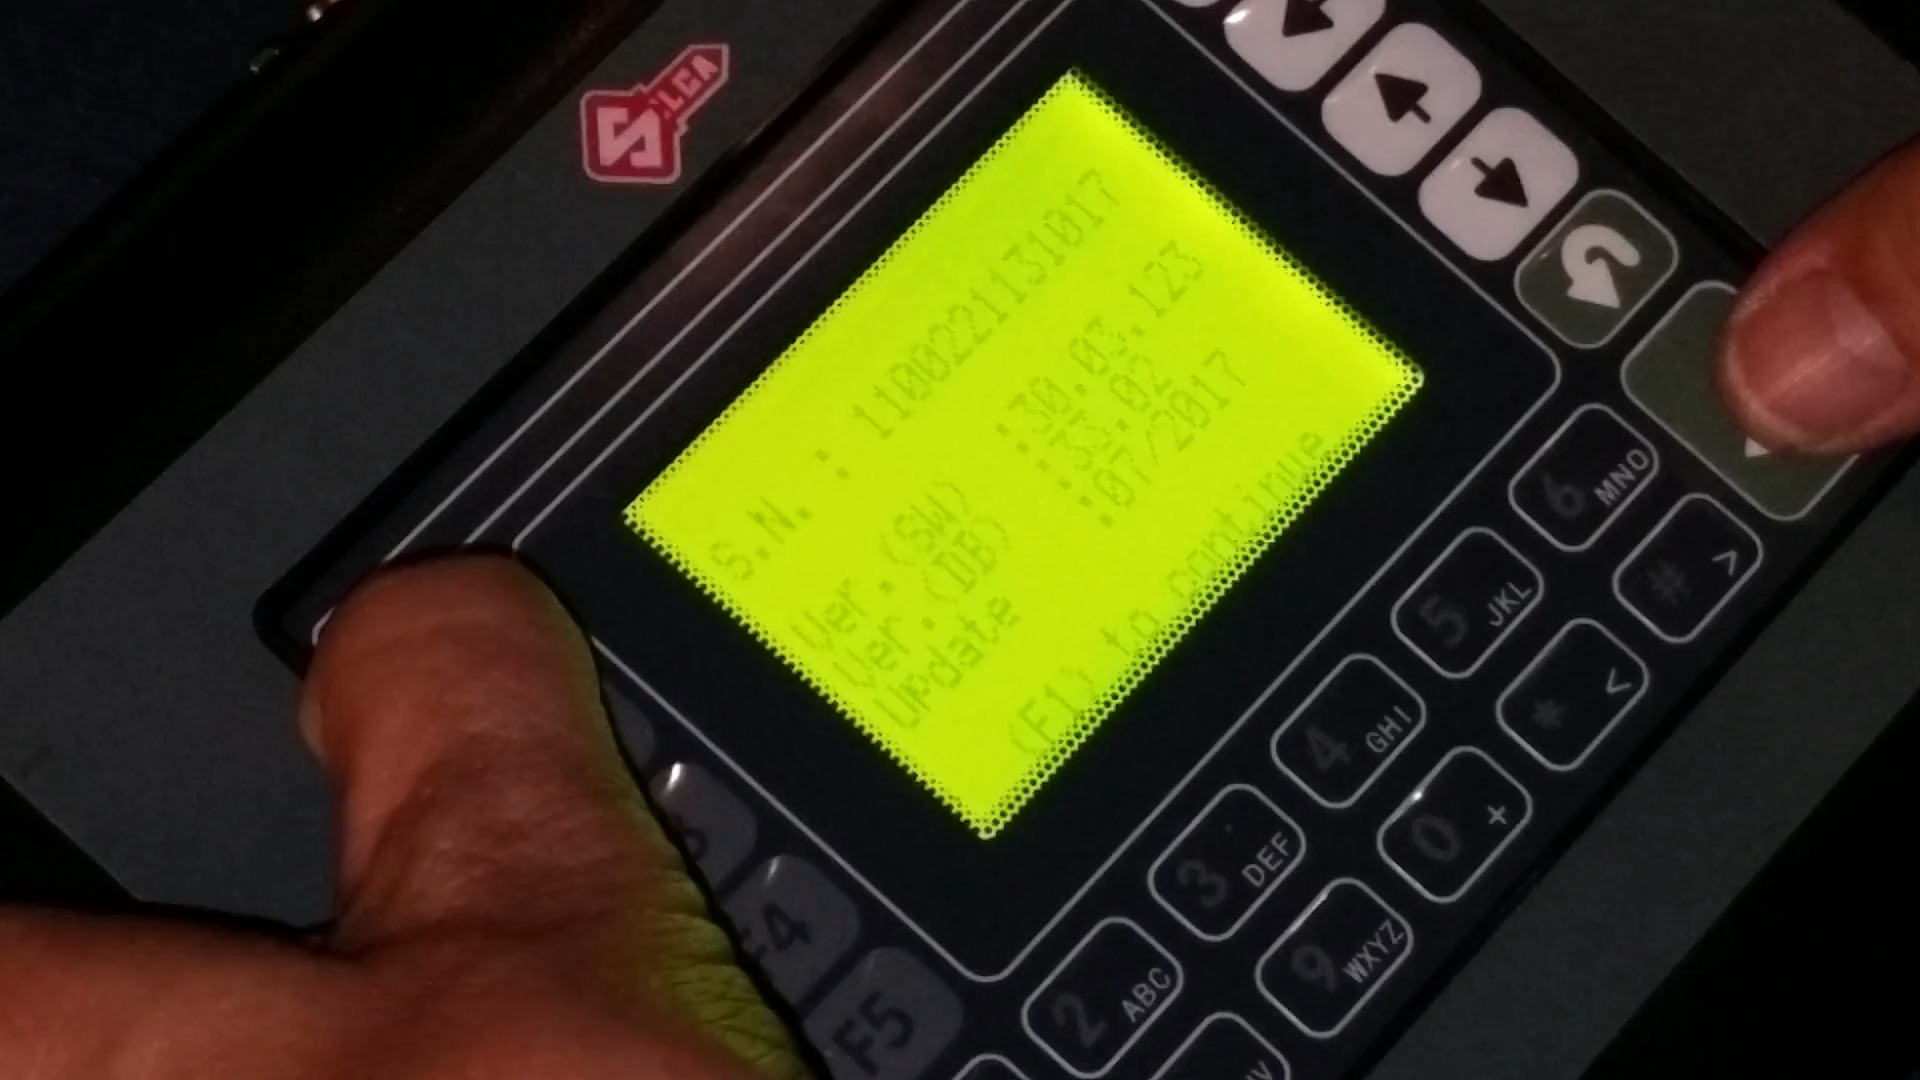 SILCA
S.N. : 1100221131017
Ver.(SW) :30.03.123
Ver.(DB) :53.02
Update :07/2017
(F1) to continue
F4
F5
6 MNO
# >
5 JKL
* <
4 GHI
0 +
3 DEF
9 WXYZ
2 ABC